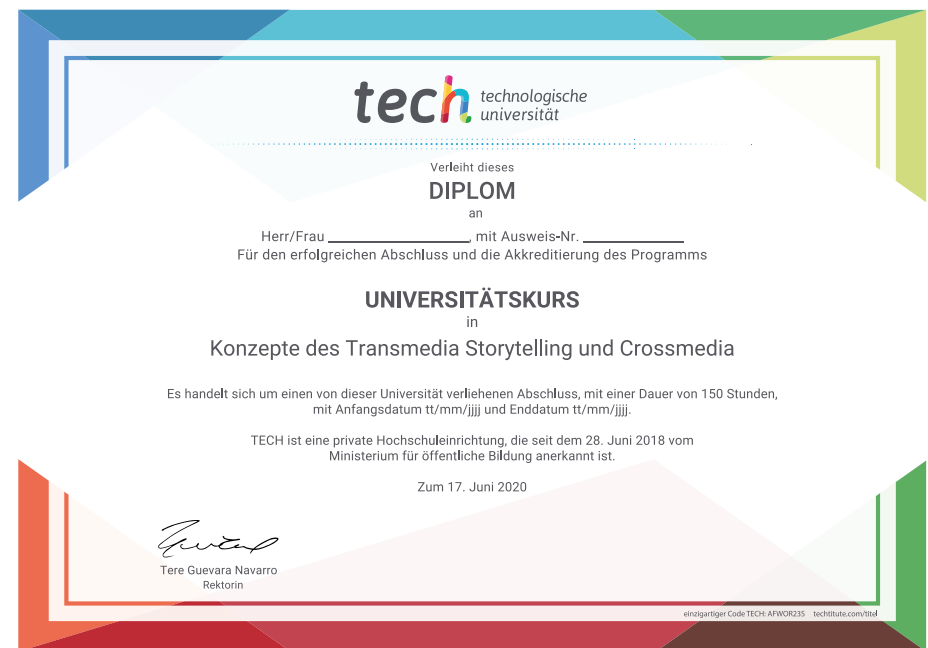 tech technologische
universität
Verleiht dieses
DIPLOM
an
Herr/Frau ____________________, mit Ausweis-Nr. ______________
Für den erfolgreichen Abschluss und die Akkreditierung des Programms
UNIVERSITÄTSKURS
in
Konzepte des Transmedia Storytelling und Crossmedia
Es handelt sich um einen von dieser Universität verliehenen Abschluss, mit einer Dauer von 150 Stunden,
mit Anfangsdatum tt/mm/jjjj und Enddatum tt/mm/jjjj.
TECH ist eine private Hochschuleinrichtung, die seit dem 28. Juni 2018 vom
Ministerium für öffentliche Bildung anerkannt ist.
Zum 17. Juni 2020
Tere Guevara Navarro
Rektorin
einzigartiger Code TECH: AFWOR23S techtitute.com/titel